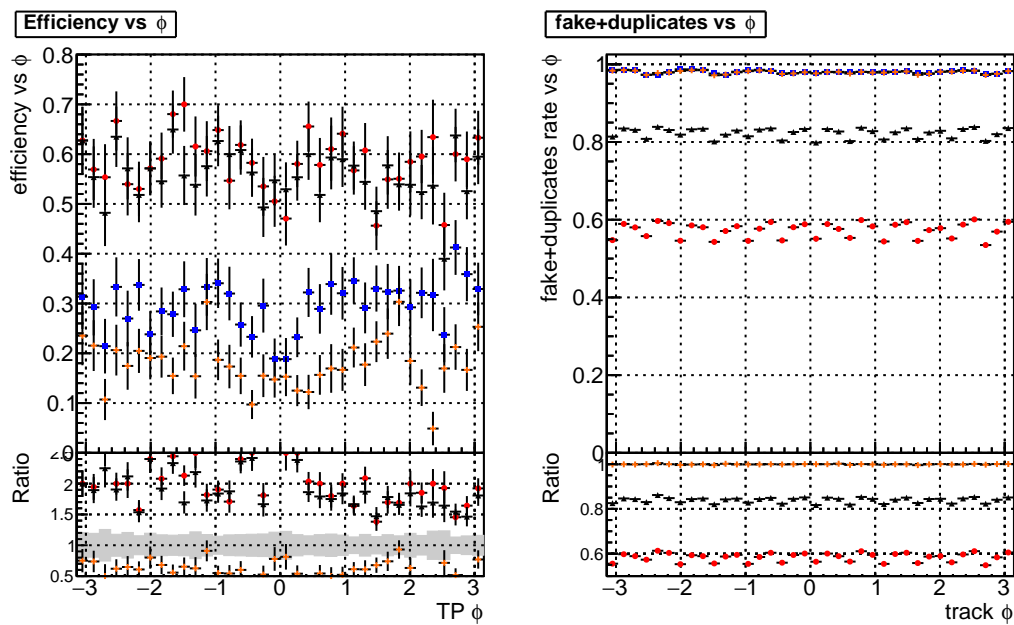 Efficiency vs ϕ
efficiency vs ϕ
0.8
0.7
0.6
0.5
0.4
0.3
0.2
0.1
0
Ratio
2
1.5
1
0.5
−3 −2 −1 0 1 2 3
TP ϕ
fake+duplicates vs ϕ
fake+duplicates rate vs ϕ
1
0.8
0.6
0.4
0.2
0
Ratio
1
0.8
0.6
−3 −2 −1 0 1 2 3
track ϕ